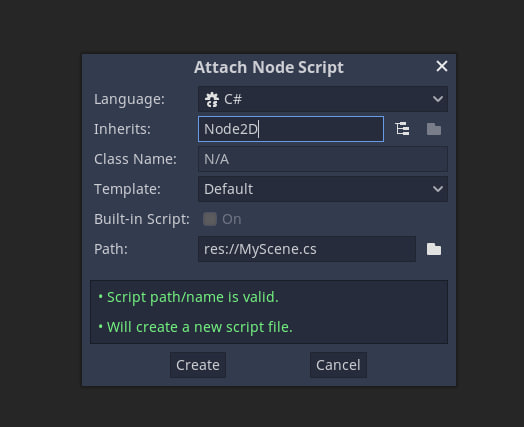 Attach Node Script
Language: C#
Inherits: Node2D
Class Name: N/A
Template: Default
Built-in Script: On
Path: res://MyScene.cs
• Script path/name is valid.
• Will create a new script file.
Create Cancel